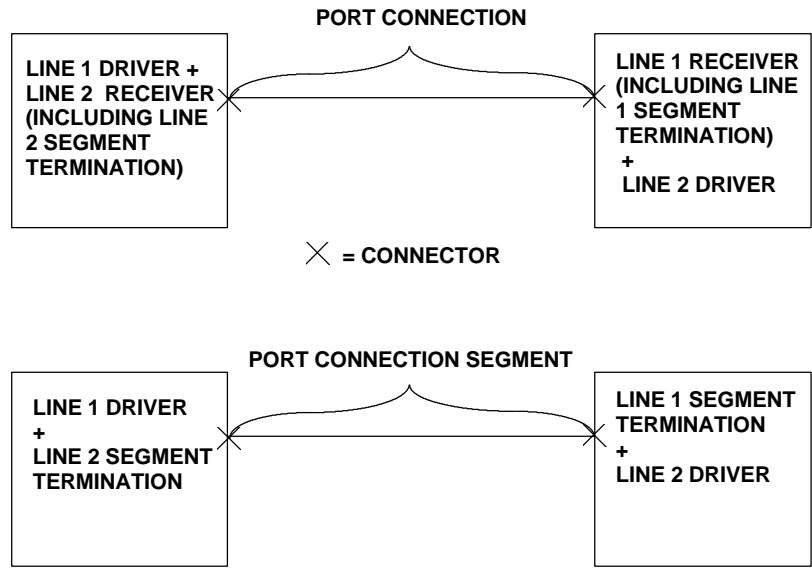 PORT CONNECTION
LINE 1 DRIVER +
LINE 2 RECEIVER
(INCLUDING LINE
2 SEGMENT
TERMINATION)
LINE 1 RECEIVER
(INCLUDING LINE
1 SEGMENT
TERMINATION)
+
LINE 2 DRIVER
= CONNECTOR
PORT CONNECTION SEGMENT
LINE 1 DRIVER
+
LINE 2 SEGMENT
TERMINATION
LINE 1 SEGMENT
TERMINATION
+
LINE 2 DRIVER